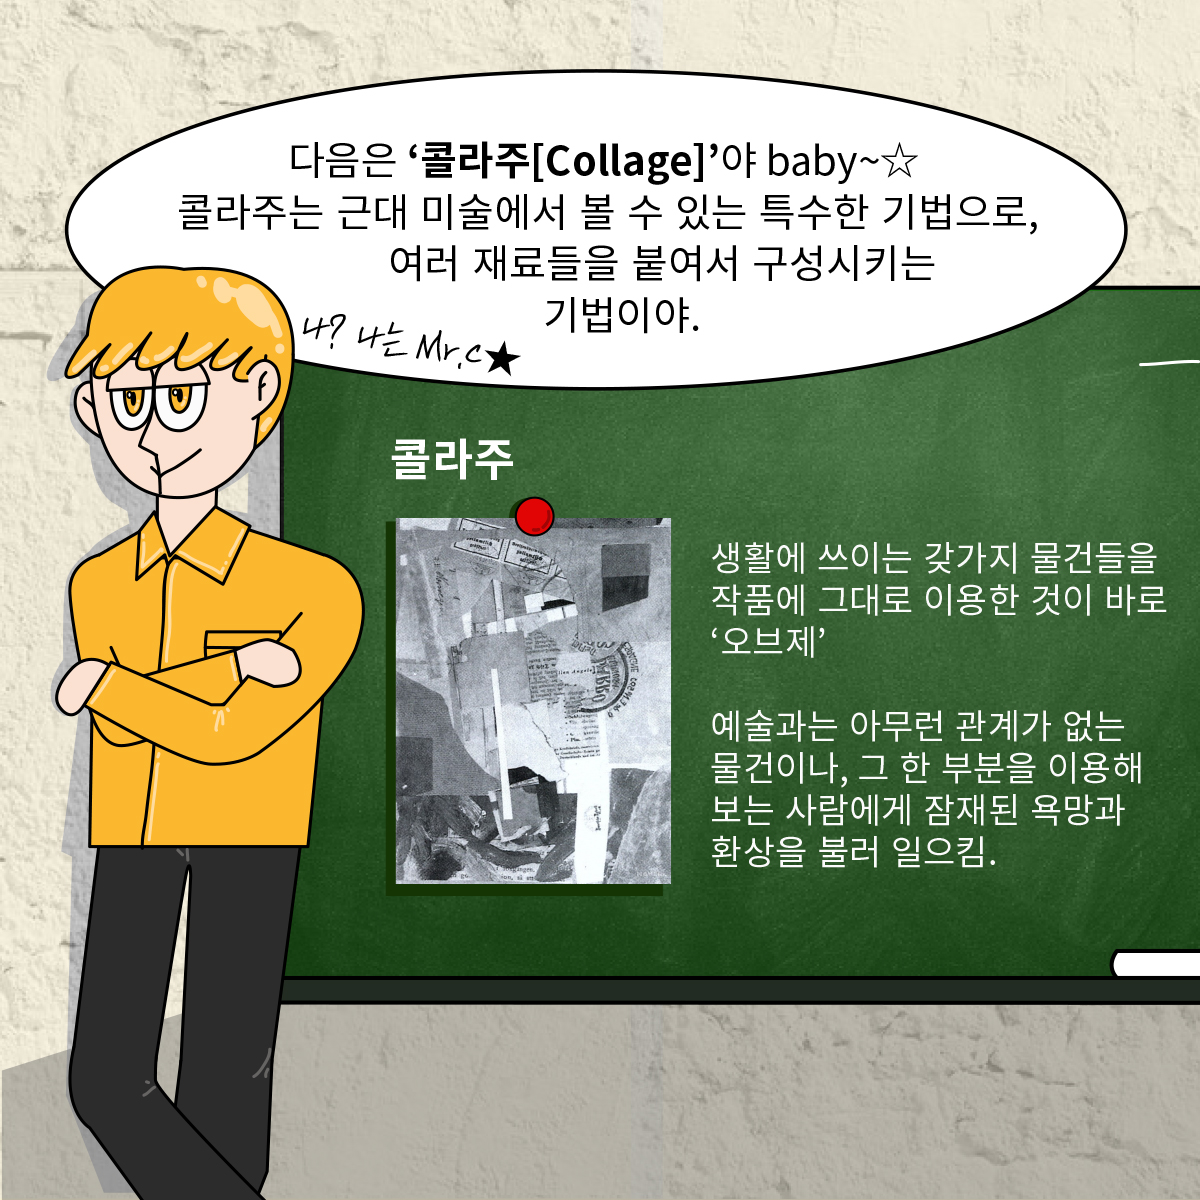 다음은 ‘콜라주[Collage]’야 baby~☆
콜라주는 근대 미술에서 볼 수 있는 특수한 기법으로,
여러 재료들을 붙여서 구성시키는
기법이야.
나? 나는 Mr.C★
콜라주
생활에 쓰이는 갖가지 물건들을
작품에 그대로 이용한 것이 바로
‘오브제’
예술과는 아무런 관계가 없는
물건이나, 그 한 부분을 이용해
보는 사람에게 잠재된 욕망과
환상을 불러 일으킴.